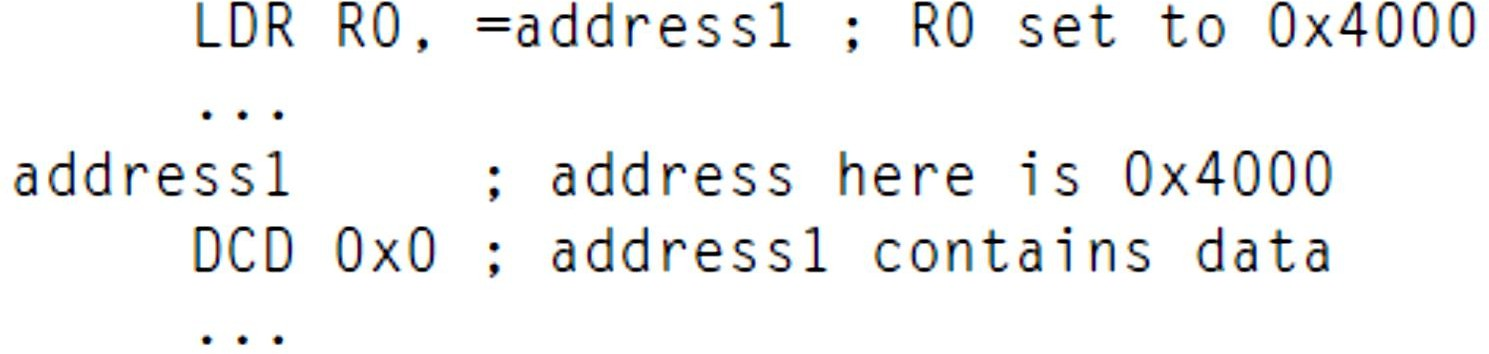 LDR R0, =address1 ; R0 set to 0x4000
...
address1 ; address here is 0x4000
DCD 0x0 ; address1 contains data
...